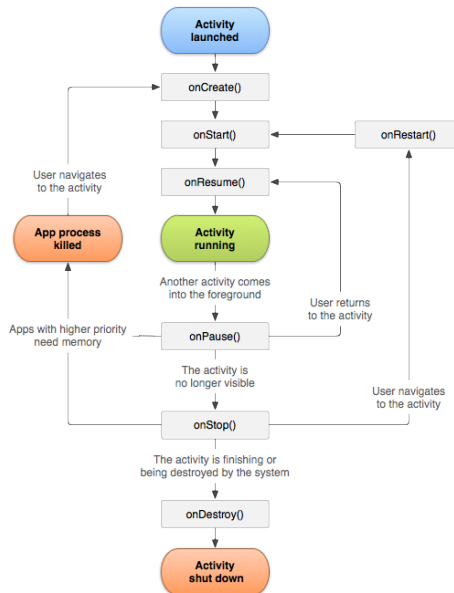 Activity
launched
onCreate()
onStart()
onRestart()
User navigates
to the activity
onResume()
App process
killed
Activity
running
Another activity comes
into the foreground
User returns
to the activity
Apps with higher priority
need memory
onPause()
The activity is
no longer visible
User navigates
to the activity
onStop()
The activity is finishing or
being destroyed by the system
onDestroy()
Activity
shut down